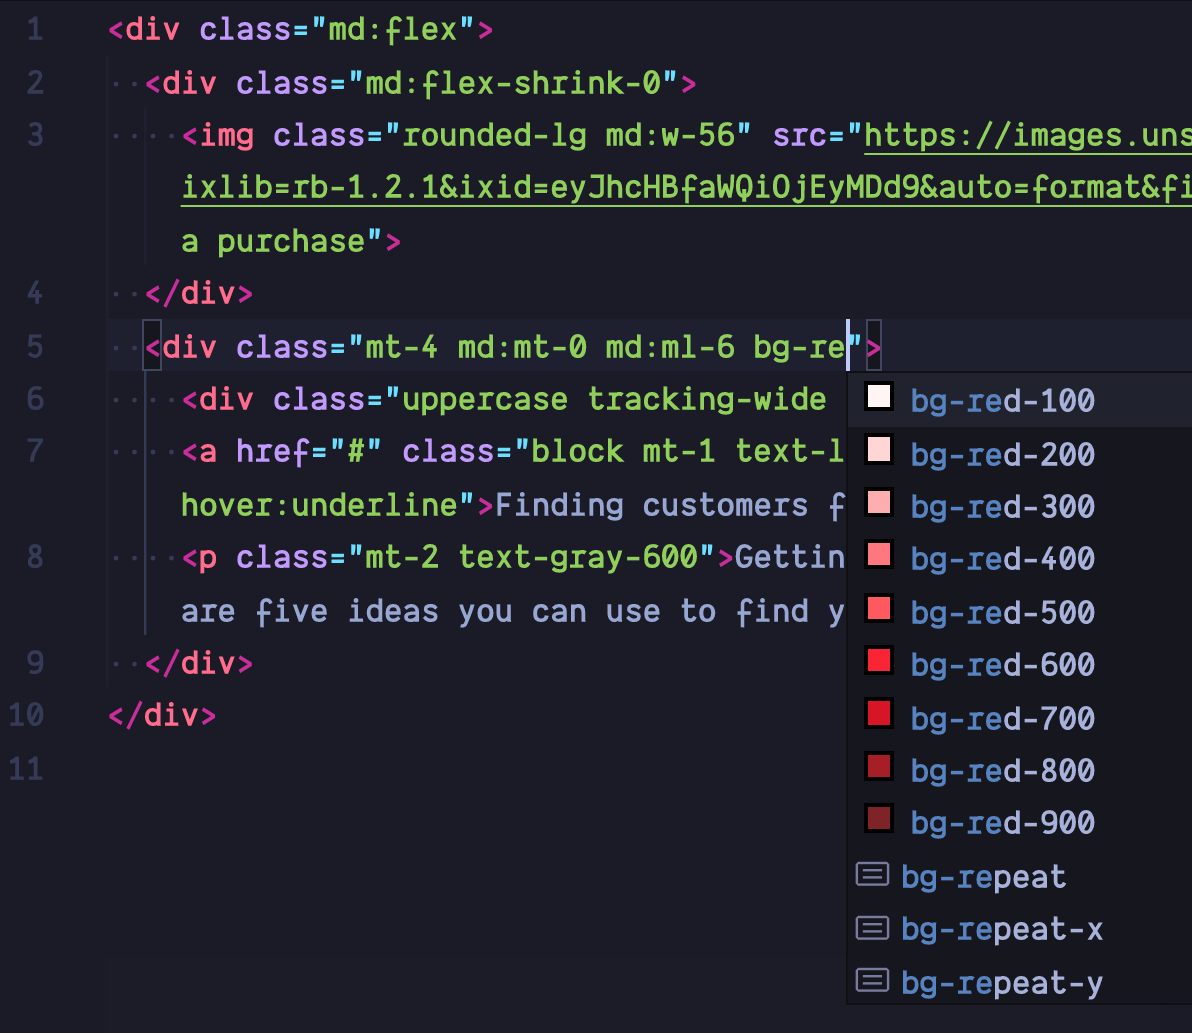 1 <div class="md:flex">
2 <div class="md:flex-shrink-0">
3 <img class="rounded-lg md:w-56" src="https://images.uns
ixlib=rb-1.2.1&ixid=eyJhcHBfaWQiOjEyMDd9&auto=format&fi
a purchase">
4 </div>
5 <div class="mt-4 md:mt-0 md:ml-6 bg-re">
6 <div class="uppercase tracking-wide
bg-red-100
7 <a href="#" class="block mt-1 text-l
bg-red-200
hover:underline">Finding customers f
bg-red-300
8 <p class="mt-2 text-gray-600">Gettin
bg-red-400
are five ideas you can use to find y
bg-red-500
9 </div>
bg-red-600
10 </div>
bg-red-700
11
bg-red-800
bg-red-900
bg-repeat
bg-repeat-x
bg-repeat-y